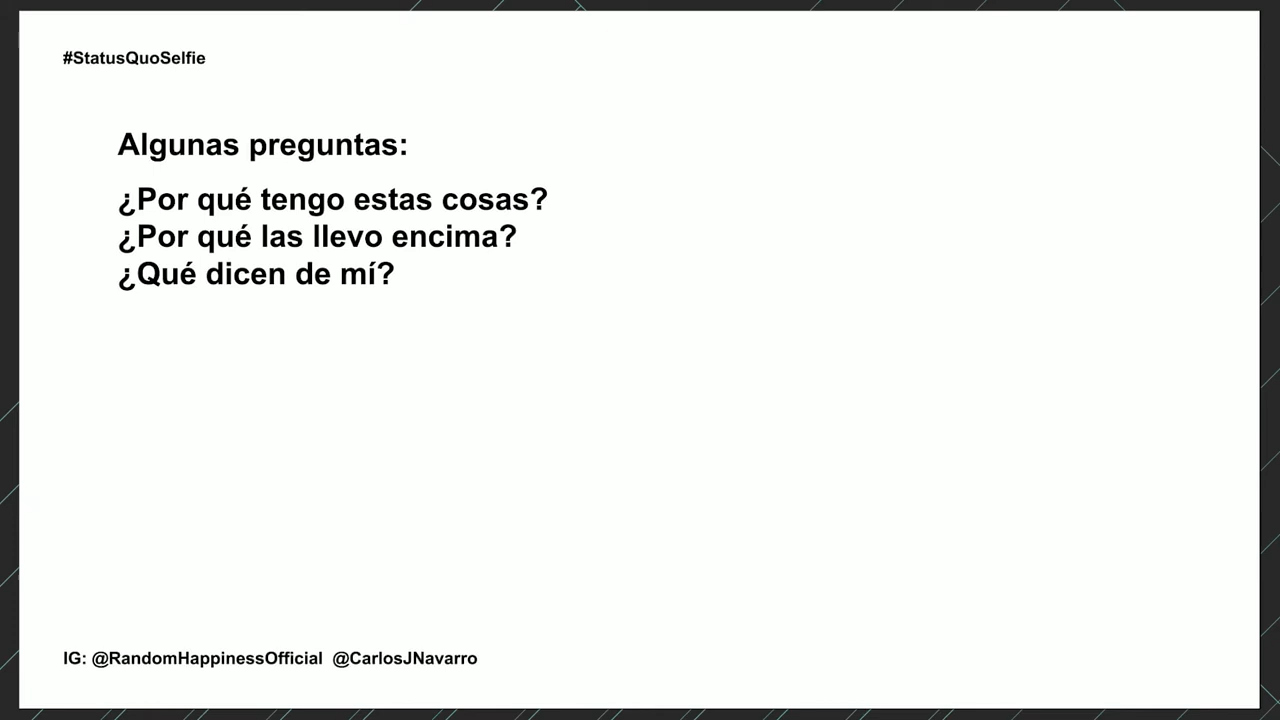 #StatusQuoSelfie
Algunas preguntas:
¿Por qué tengo estas cosas?
¿Por qué las llevo encima?
¿Qué dicen de mí?
IG: @RandomHappinessOfficial @CarlosJNavarro